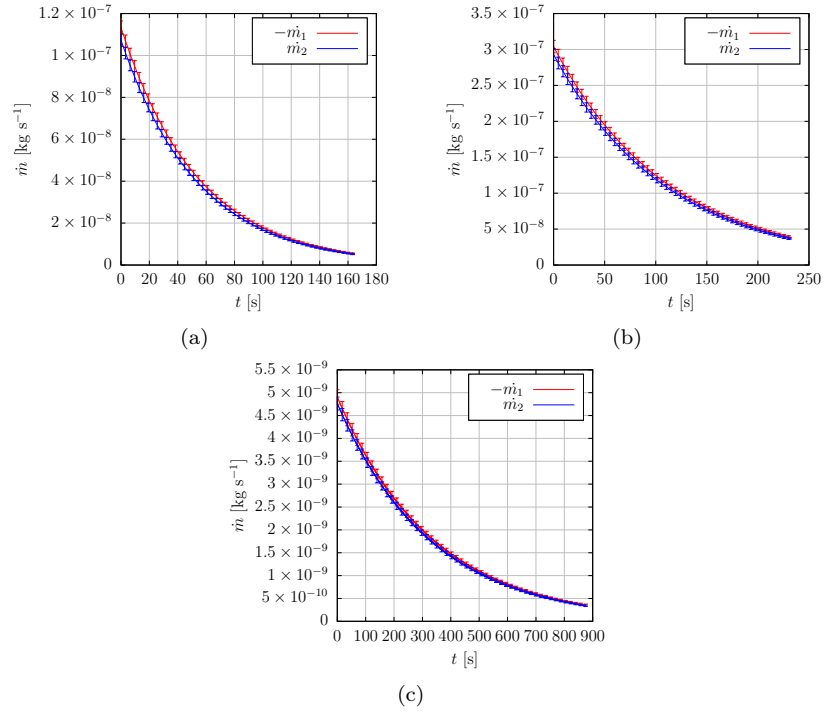 1.2 × 10⁻⁷
1 × 10⁻⁷
8 × 10⁻⁸
6 × 10⁻⁸
4 × 10⁻⁸
2 × 10⁻⁸
0
ṁ [kg s⁻¹]
−ṁ₁
ṁ₂
0 20 40 60 80 100 120 140 160 180
t [s]
(a)
3.5 × 10⁻⁷
3 × 10⁻⁷
2.5 × 10⁻⁷
2 × 10⁻⁷
1.5 × 10⁻⁷
1 × 10⁻⁷
5 × 10⁻⁸
0
ṁ [kg s⁻¹]
−ṁ₁
ṁ₂
0 50 100 150 200 250
t [s]
(b)
5.5 × 10⁻⁹
5 × 10⁻⁹
4.5 × 10⁻⁹
4 × 10⁻⁹
3.5 × 10⁻⁹
3 × 10⁻⁹
2.5 × 10⁻⁹
2 × 10⁻⁹
1.5 × 10⁻⁹
1 × 10⁻⁹
5 × 10⁻¹⁰
0
ṁ [kg s⁻¹]
−ṁ₁
ṁ₂
0 100 200 300 400 500 600 700 800 900
t [s]
(c)